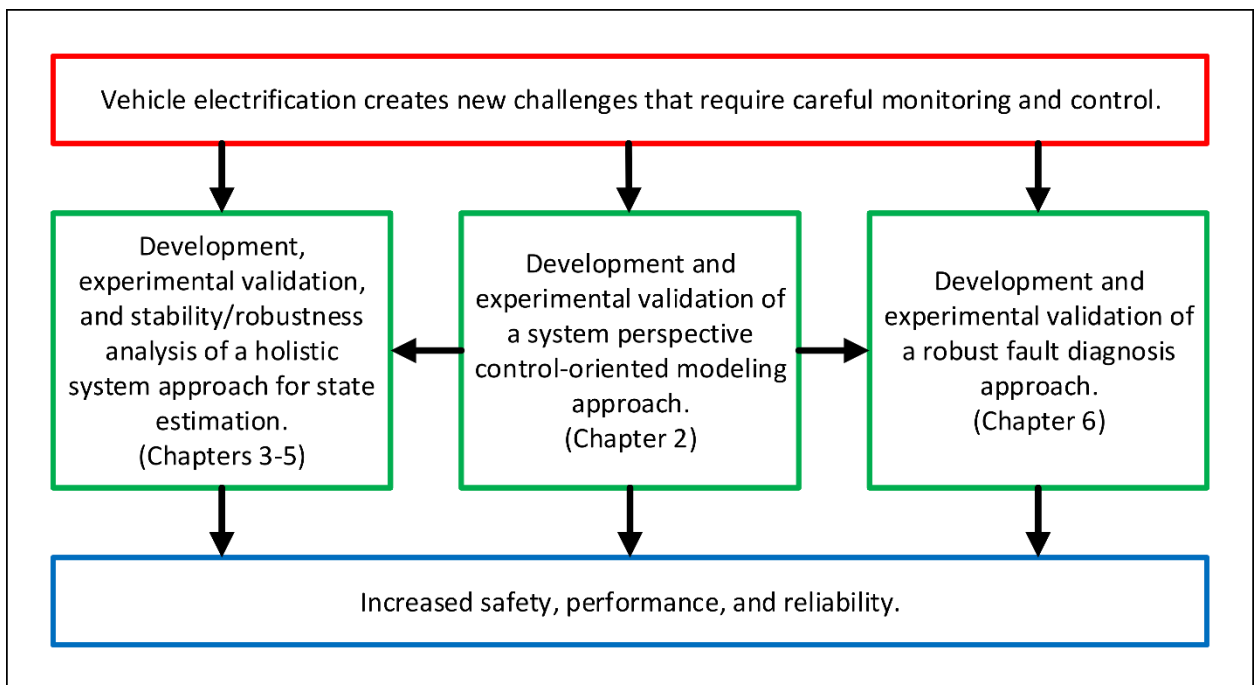 Vehicle electrification creates new challenges that require careful monitoring and control.
Development,
experimental validation,
and stability/robustness
analysis of a holistic
system approach for state
estimation.
(Chapters 3-5)
Development and
experimental validation of
a system perspective
control-oriented modeling
approach.
(Chapter 2)
Development and
experimental validation of
a robust fault diagnosis
approach.
(Chapter 6)
Increased safety, performance, and reliability.